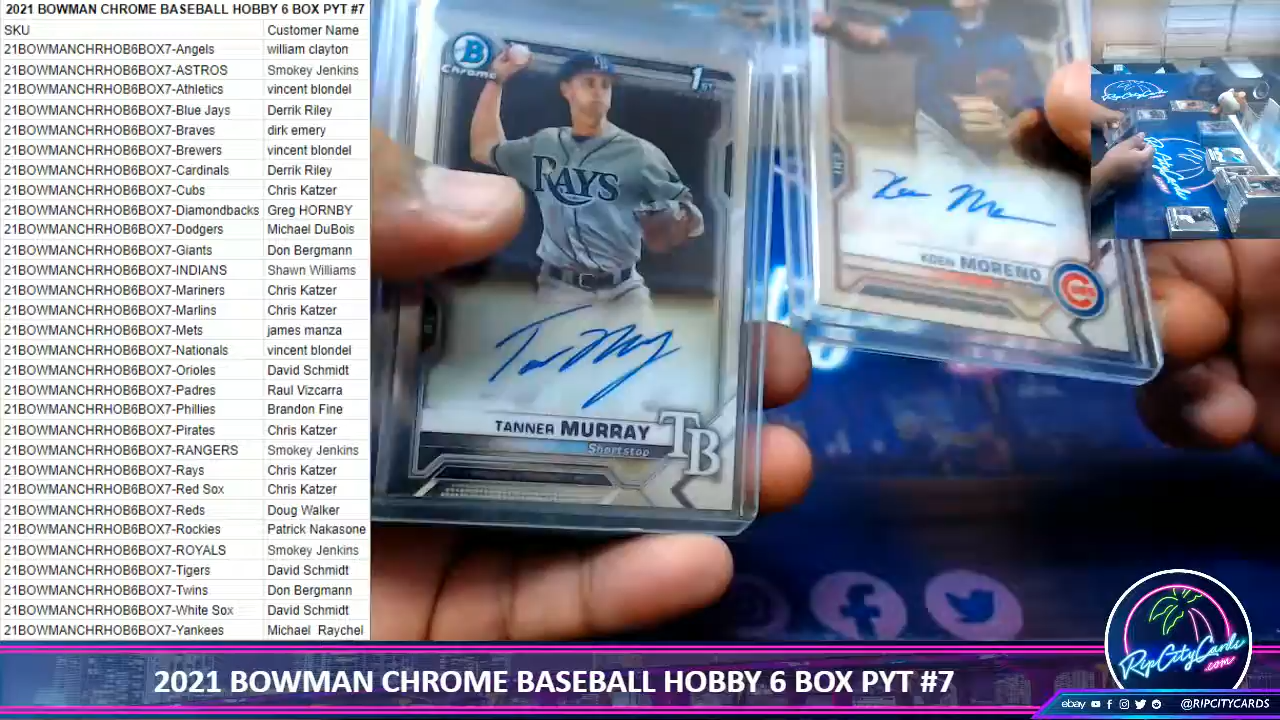 2021 BOWMAN CHROME BASEBALL HOBBY 6 BOX PYT #7
SKU Customer Name
21BOWMANCHRHOB6BOX7-Angels william clayton
21BOWMANCHRHOB6BOX7-ASTROS Smokey Jenkins
21BOWMANCHRHOB6BOX7-Athletics vincent blondel
21BOWMANCHRHOB6BOX7-Blue Jays Derrik Riley
21BOWMANCHRHOB6BOX7-Braves dirk emery
21BOWMANCHRHOB6BOX7-Brewers vincent blondel
21BOWMANCHRHOB6BOX7-Cardinals Derrik Riley
21BOWMANCHRHOB6BOX7-Cubs Chris Katzer
21BOWMANCHRHOB6BOX7-Diamondbacks Greg HORNBY
21BOWMANCHRHOB6BOX7-Dodgers Michael DuBois
21BOWMANCHRHOB6BOX7-Giants Don Bergmann
21BOWMANCHRHOB6BOX7-INDIANS Shawn Williams
21BOWMANCHRHOB6BOX7-Mariners Chris Katzer
21BOWMANCHRHOB6BOX7-Marlins Chris Katzer
21BOWMANCHRHOB6BOX7-Mets james manza
21BOWMANCHRHOB6BOX7-Nationals vincent blondel
21BOWMANCHRHOB6BOX7-Orioles David Schmidt
21BOWMANCHRHOB6BOX7-Padres Raul Vizcarra
21BOWMANCHRHOB6BOX7-Phillies Brandon Fine
21BOWMANCHRHOB6BOX7-Pirates Chris Katzer
21BOWMANCHRHOB6BOX7-RANGERS Smokey Jenkins
21BOWMANCHRHOB6BOX7-Rays Chris Katzer
21BOWMANCHRHOB6BOX7-Red Sox Chris Katzer
21BOWMANCHRHOB6BOX7-Reds Doug Walker
21BOWMANCHRHOB6BOX7-Rockies Patrick Nakasone
21BOWMANCHRHOB6BOX7-ROYALS Smokey Jenkins
21BOWMANCHRHOB6BOX7-Tigers David Schmidt
21BOWMANCHRHOB6BOX7-Twins Don Bergmann
21BOWMANCHRHOB6BOX7-White Sox David Schmidt
21BOWMANCHRHOB6BOX7-Yankees Michael Raychel
B
Chrome
1ST
RAYS
TANNER MURRAY
Shortstop
TB
KOEN MORENO
C
RipCityCards
RipCityCards
.com
2021 BOWMAN CHROME BASEBALL HOBBY 6 BOX PYT #7
ebay @RIPCITYCARDS